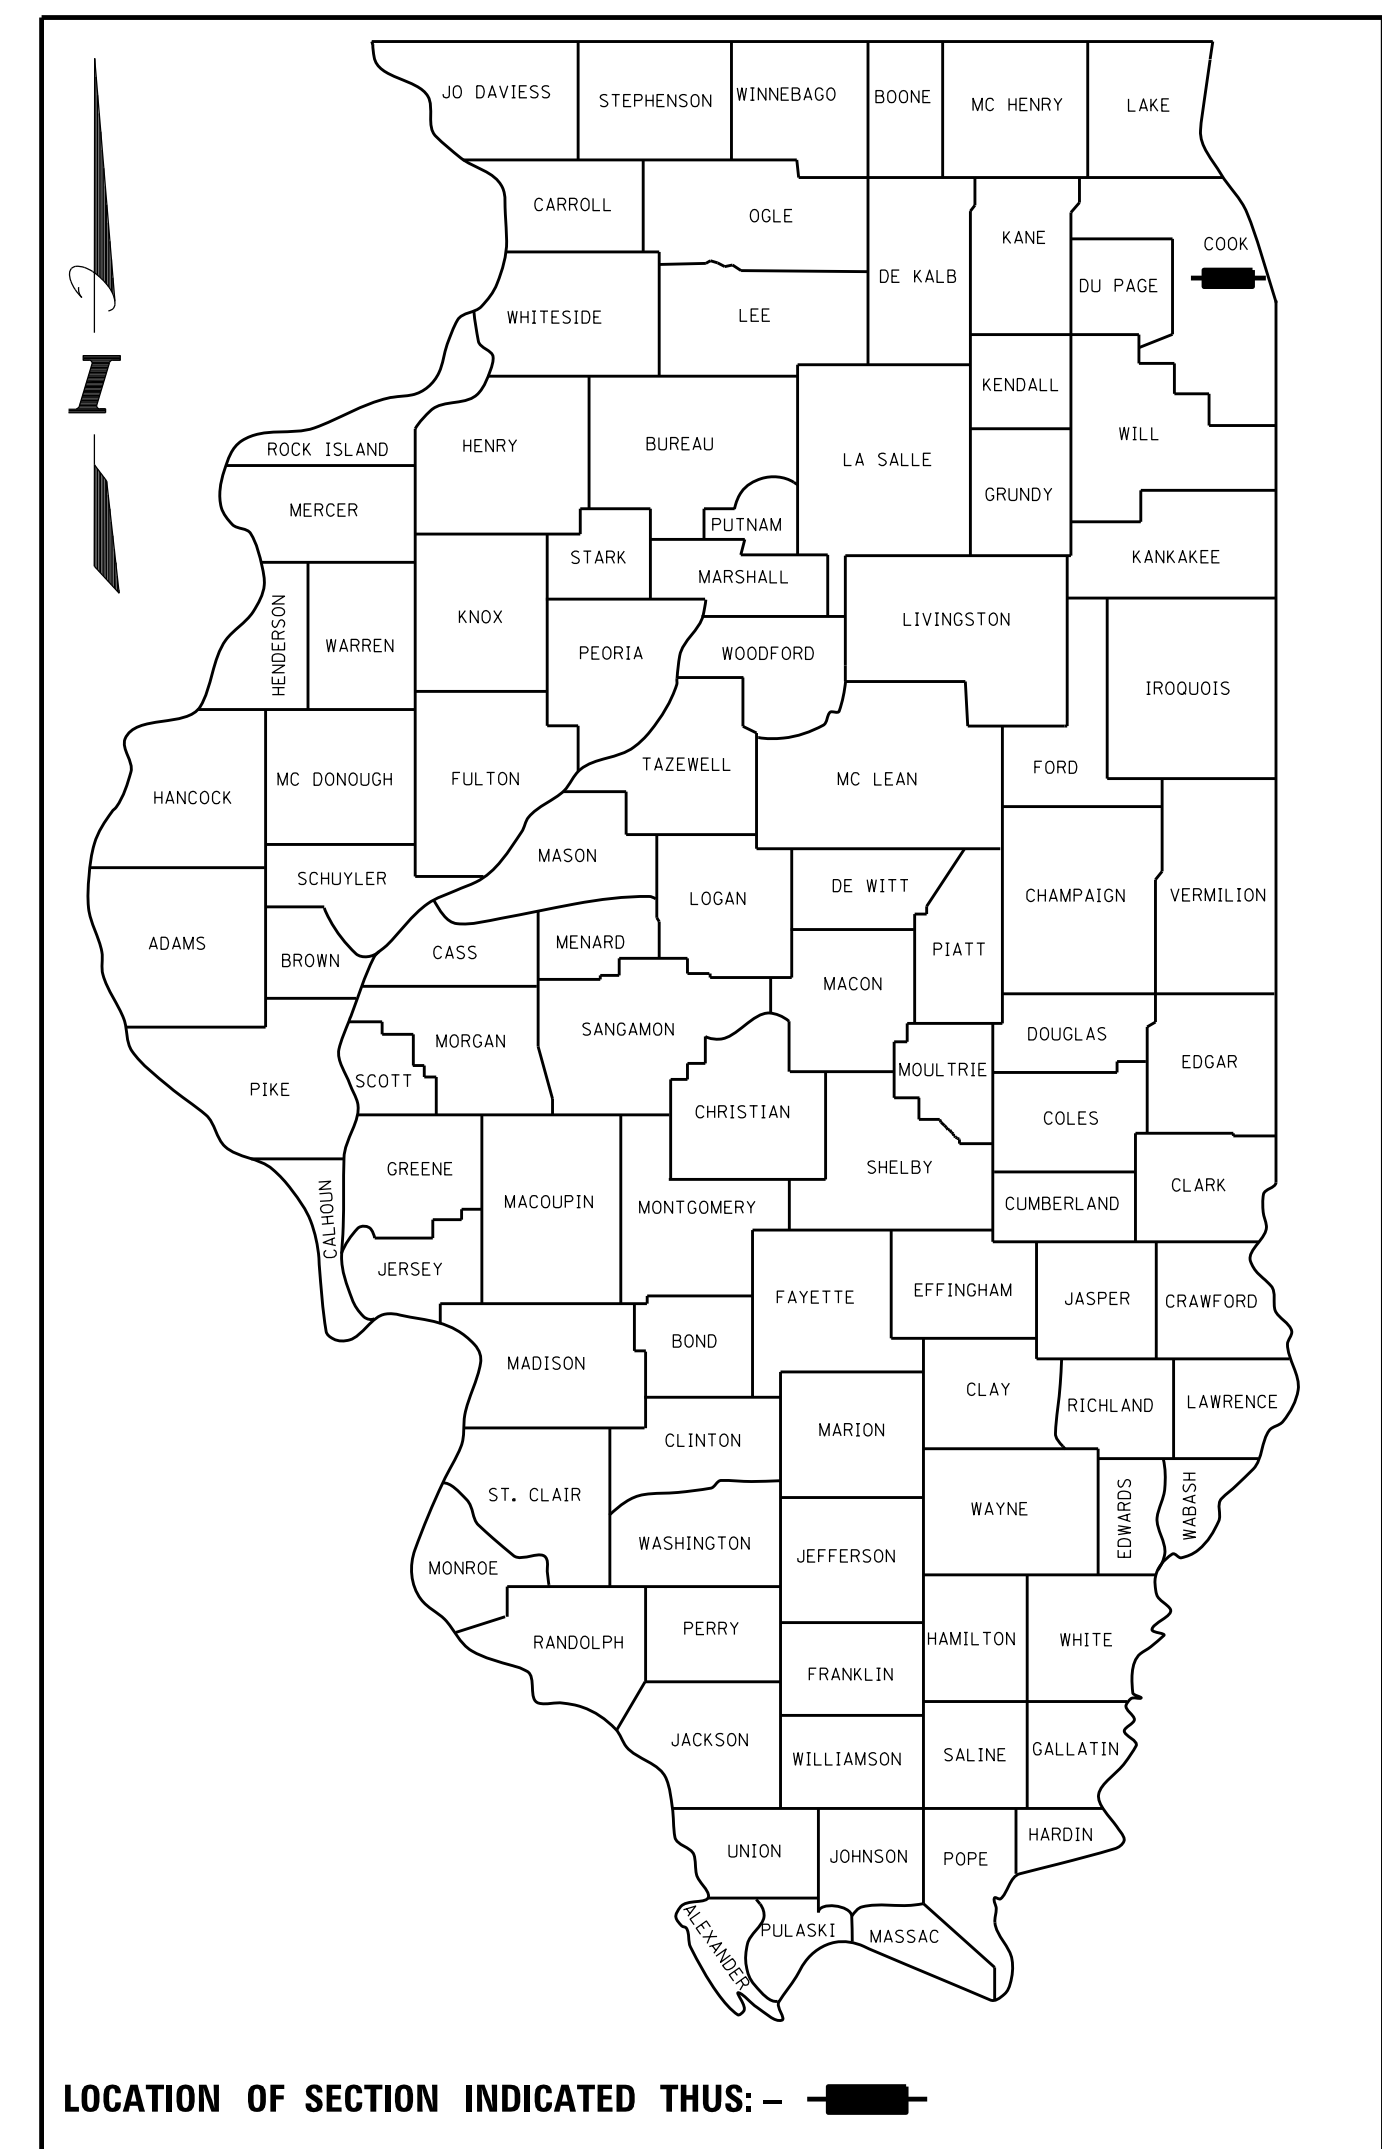 JO DAVIESS
STEPHENSON
WINNEBAGO
BOONE
MC HENRY
LAKE
CARROLL
OGLE
DE KALB
KANE
COOK
DU PAGE
WHITESIDE
LEE
KENDALL
I
ROCK ISLAND
HENRY
BUREAU
LA SALLE
WILL
GRUNDY
MERCER
PUTNAM
STARK
MARSHALL
KANKAKEE
HENDERSON
WARREN
KNOX
PEORIA
WOODFORD
LIVINGSTON
IROQUOIS
HANCOCK
MC DONOUGH
FULTON
TAZEWELL
MC LEAN
FORD
SCHUYLER
MASON
LOGAN
DE WITT
CHAMPAIGN
VERMILION
ADAMS
BROWN
CASS
MENARD
MACON
PIATT
PIKE
SCOTT
MORGAN
SANGAMON
CHRISTIAN
MOULTRIE
DOUGLAS
EDGAR
COLES
CALHOUN
GREENE
MACOUPIN
MONTGOMERY
SHELBY
CUMBERLAND
CLARK
JERSEY
FAYETTE
EFFINGHAM
JASPER
CRAWFORD
MADISON
BOND
CLAY
RICHLAND
LAWRENCE
CLINTON
MARION
ST. CLAIR
WASHINGTON
JEFFERSON
WAYNE
EDWARDS
WABASH
MONROE
RANDOLPH
PERRY
FRANKLIN
HAMILTON
WHITE
JACKSON
WILLIAMSON
SALINE
GALLATIN
UNION
JOHNSON
POPE
HARDIN
ALEXANDER
PULASKI
MASSAC
LOCATION OF SECTION INDICATED THUS: –